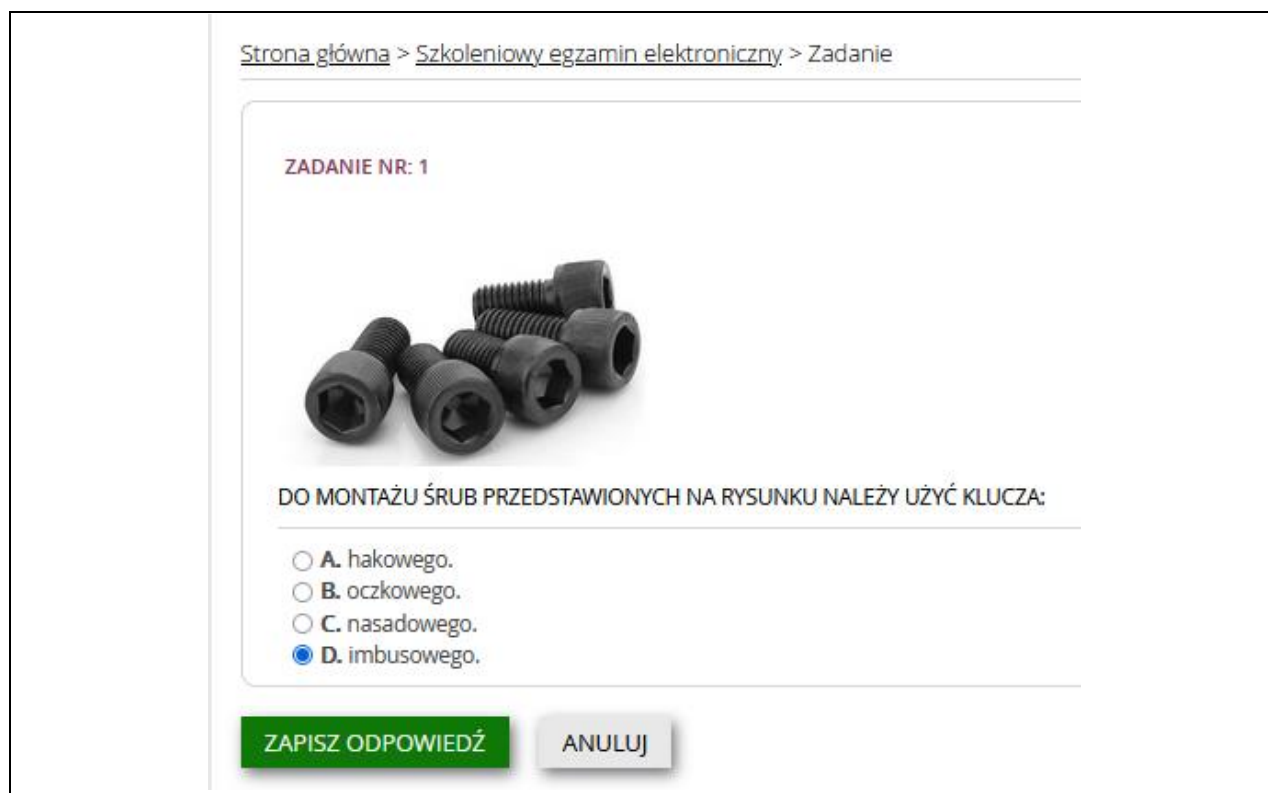 Strona główna > Szkoleniowy egzamin elektroniczny > Zadanie
ZADANIE NR: 1
DO MONTAŻU ŚRUB PRZEDSTAWIONYCH NA RYSUNKU NALEŻY UŻYĆ KLUCZA:
A. hakowego.
B. oczkowego.
C. nasadowego.
D. imbusowego.
ZAPISZ ODPOWIEDŹ ANULUJ